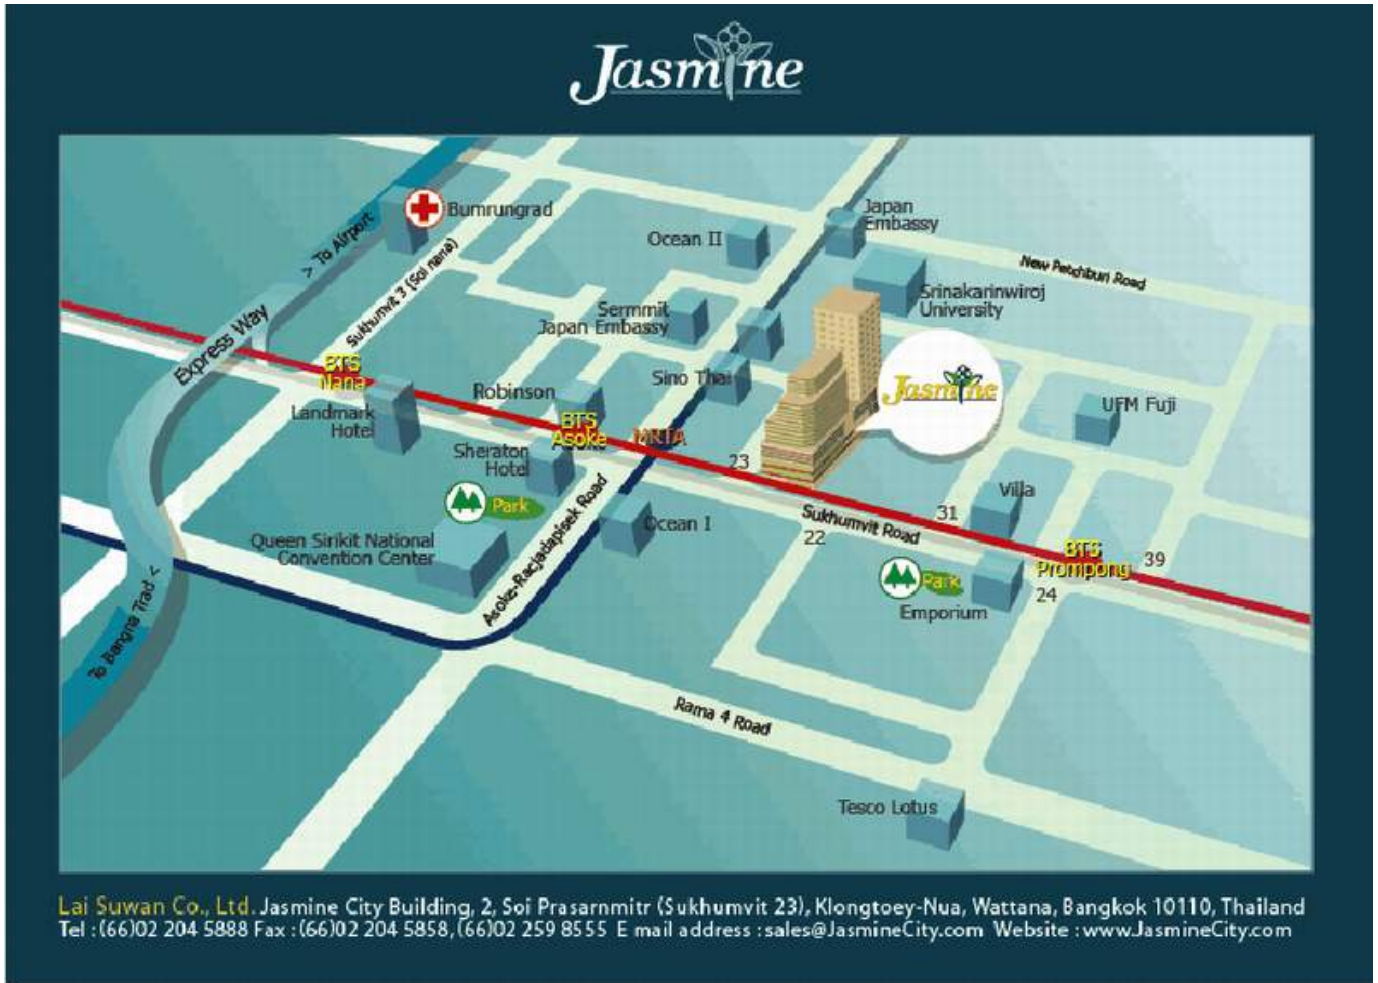 Jasmine
Bumrungrad
> To Airport
Sukhumvit 3 (Soi nana)
Express Way
Japan
Embassy
Ocean II
New Petchburi Road
Srinakarinwiroj
University
Sermmit
Japan Embassy
BTS
Nana
Sino Thai
Jasmine
Robinson
Landmark
Hotel
UFM Fuji
BTS
Asoke
MRTA
Sheraton
Hotel
23
Park
Villa
Asoke-Racjadapisek Road
Ocean I
Sukhumvit Road
31
22
Queen Sirikit National
Convention Center
BTS
Prompong
39
Park
24
Emporium
To Bangna Trad <
Rama 4 Road
Tesco Lotus
Lai Suwan Co., Ltd. Jasmine City Building, 2, Soi Prasarnmitr (Sukhumvit 23), Klongtoey-Nua, Wattana, Bangkok 10110, Thailand
Tel :(66)02 204 5888 Fax :(66)02 204 5858,(66)02 259 8555 E mail address :sales@JasmineCity.com Website :www.JasmineCity.com